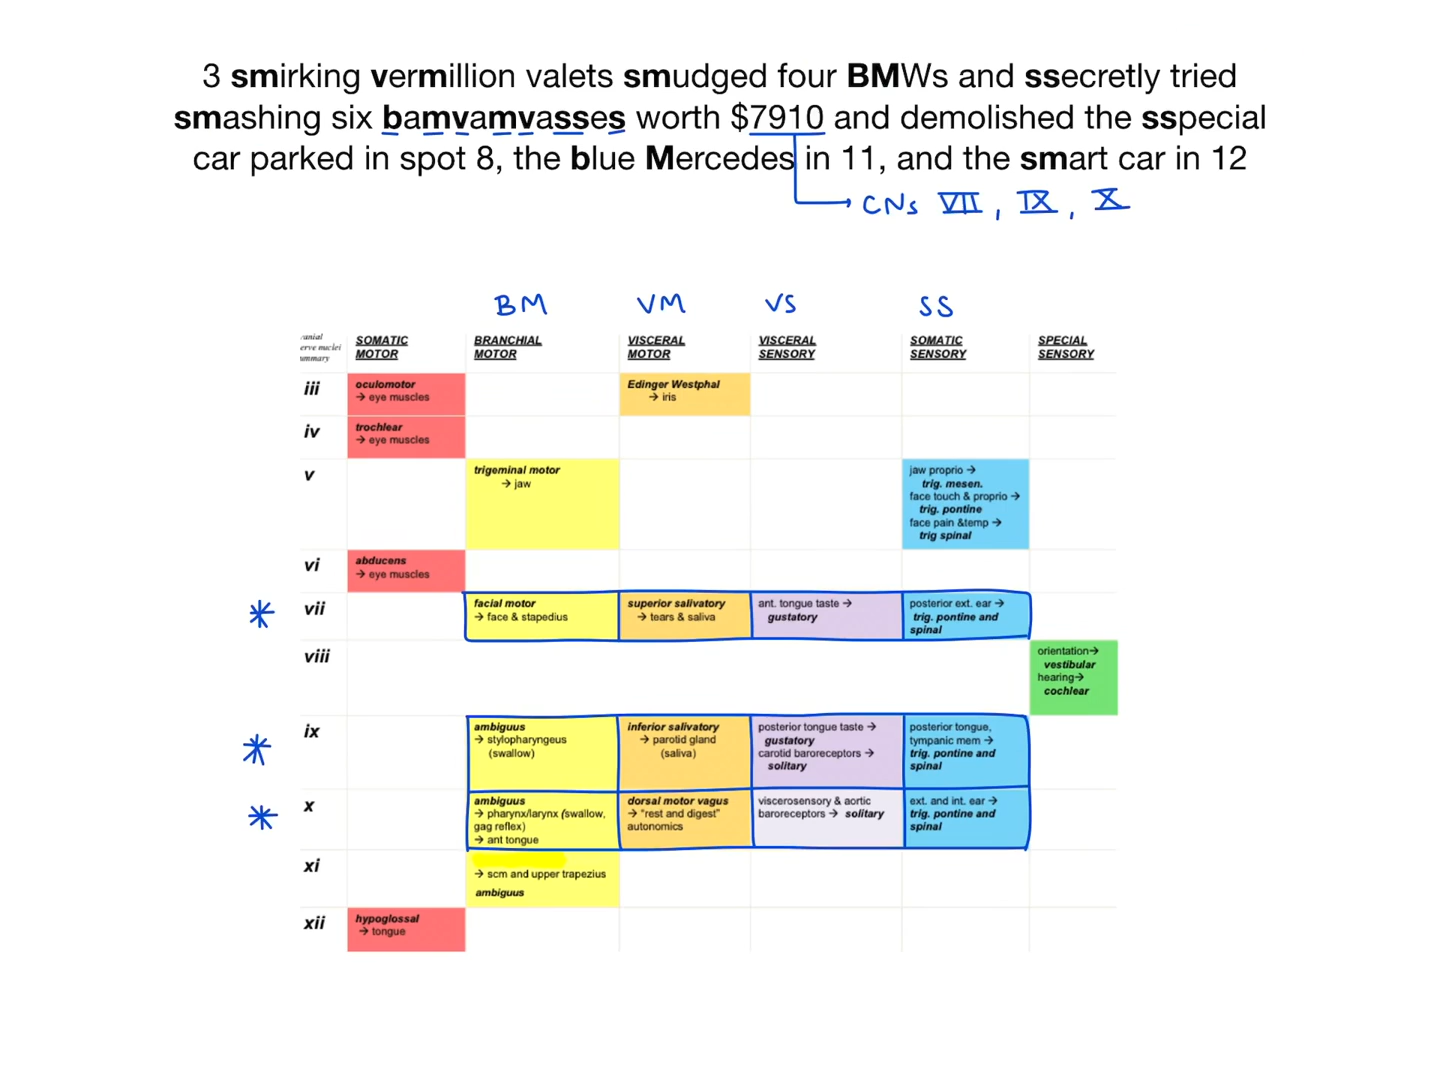 3 smirking vermillion valets smudged four BMWs and ssecretly tried
smashing six bamvamvasses worth $7910 and demolished the sspecial
car parked in spot 8, the blue Mercedes in 11, and the smart car in 12
CNs VII, IX, X
BM VM VS SS
ranial
erve nuclei
ummary
SOMATIC MOTOR
BRANCHIAL MOTOR
VISCERAL MOTOR
VISCERAL SENSORY
SOMATIC SENSORY
SPECIAL SENSORY
iii
oculomotor
→ eye muscles
Edinger Westphal
→ iris
iv
trochlear
→ eye muscles
v
trigeminal motor
→ jaw
jaw proprio →
trig. mesen.
face touch & proprio →
trig. pontine
face pain &temp →
trig spinal
vi
abducens
→ eye muscles
* vii
facial motor
→ face & stapedius
superior salivatory
→ tears & saliva
ant. tongue taste →
gustatory
posterior ext. ear →
trig. pontine and
spinal
viii
orientation→
vestibular
hearing→
cochlear
* ix
ambiguus
→ stylopharyngeus
(swallow)
inferior salivatory
→ parotid gland
(saliva)
posterior tongue taste →
gustatory
carotid baroreceptors →
solitary
posterior tongue,
tympanic mem →
trig. pontine and
spinal
* x
ambiguus
→ pharynx/larynx (swallow,
gag reflex)
→ ant tongue
dorsal motor vagus
→ "rest and digest"
autonomics
viscerosensory & aortic
baroreceptors → solitary
ext. and int. ear →
trig. pontine and
spinal
xi
→ scm and upper trapezius
ambiguus
xii
hypoglossal
→ tongue